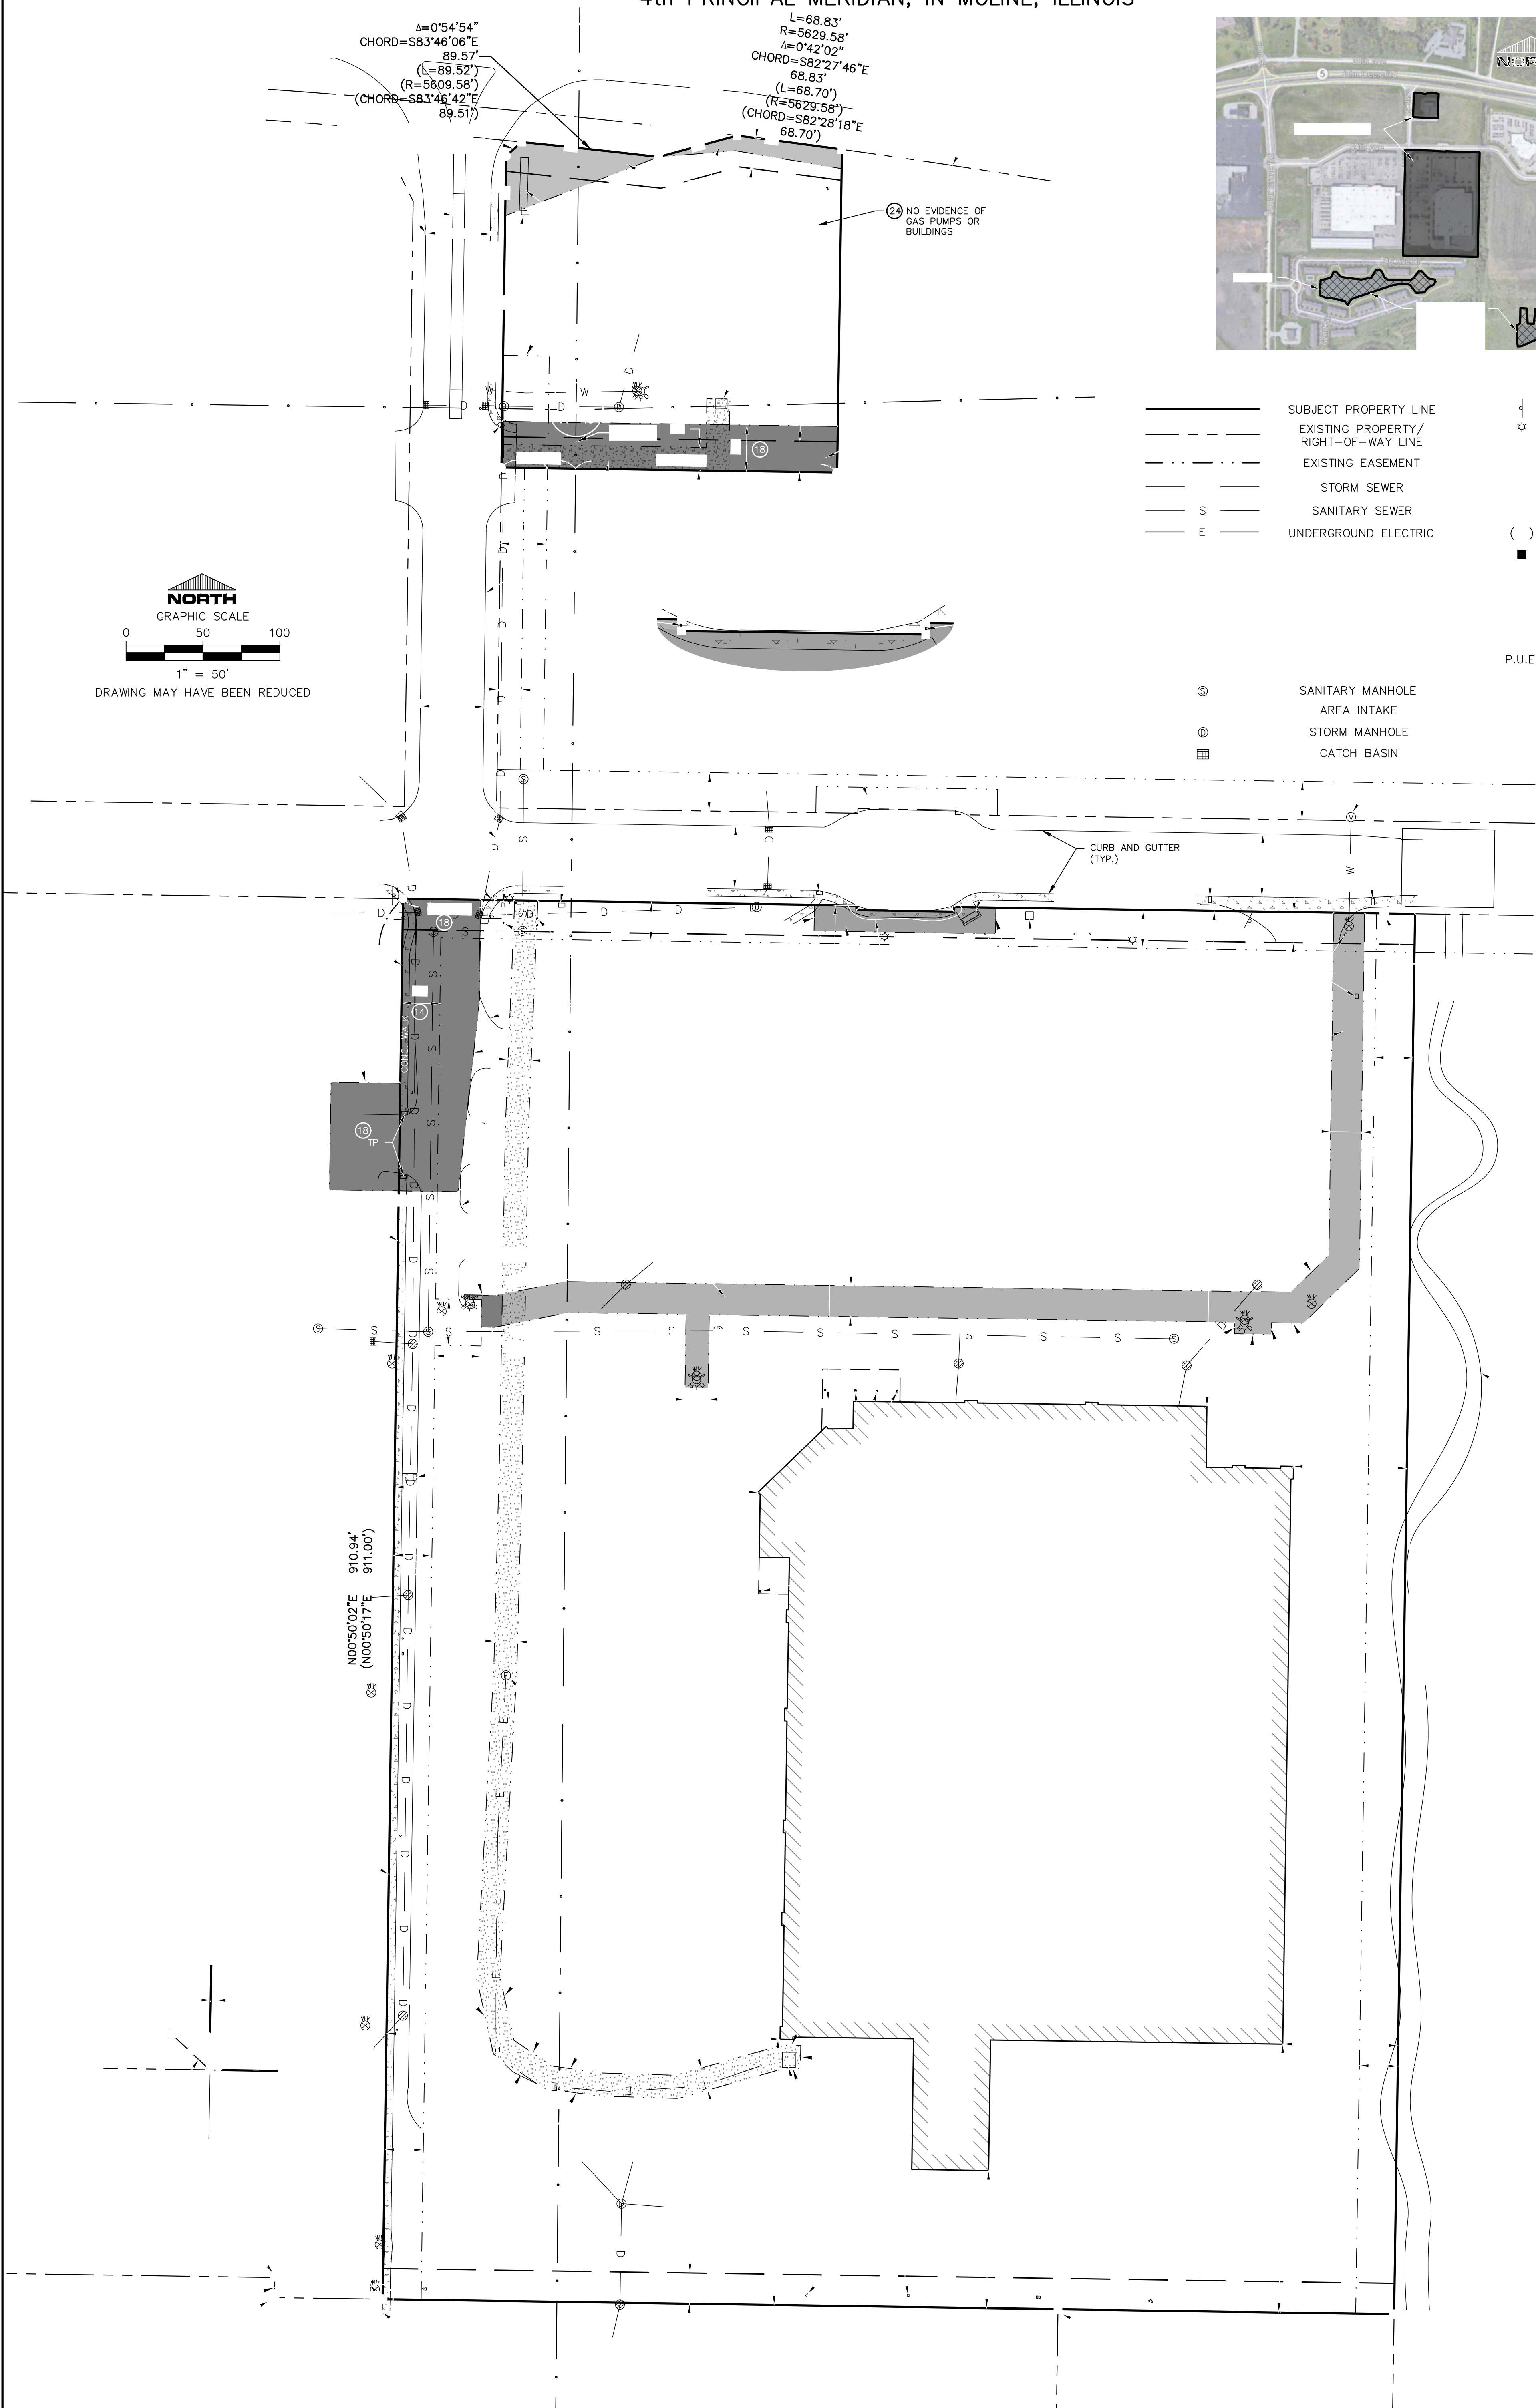 4th PRINCIPAL MERIDIAN, IN MOLINE, ILLINOIS
Δ=0°54'54"
CHORD=S83°46'06"E
89.57'
(L=89.52')
(R=5609.58')
(CHORD=S83°46'42"E
89.51')
L=68.83'
R=5629.58'
Δ=0°42'02"
CHORD=S82°27'46"E
68.83'
(L=68.70')
(R=5629.58')
(CHORD=S82°28'18"E
68.70')
24 NO EVIDENCE OF
GAS PUMPS OR
BUILDINGS
5
W
W
D
D
D
18
SUBJECT PROPERTY LINE
EXISTING PROPERTY/
RIGHT-OF-WAY LINE
EXISTING EASEMENT
STORM SEWER
S SANITARY SEWER
E UNDERGROUND ELECTRIC
( )
P.U.E
S SANITARY MANHOLE
AREA INTAKE
D STORM MANHOLE
CATCH BASIN
NORTH
GRAPHIC SCALE
0 50 100
1" = 50'
DRAWING MAY HAVE BEEN REDUCED
CURB AND GUTTER
(TYP.)
W
18
14
CONC. WALK
18
TP
S S S S S S S S
N00°50'02"E 910.94'
(N00°50'17"E 911.00')